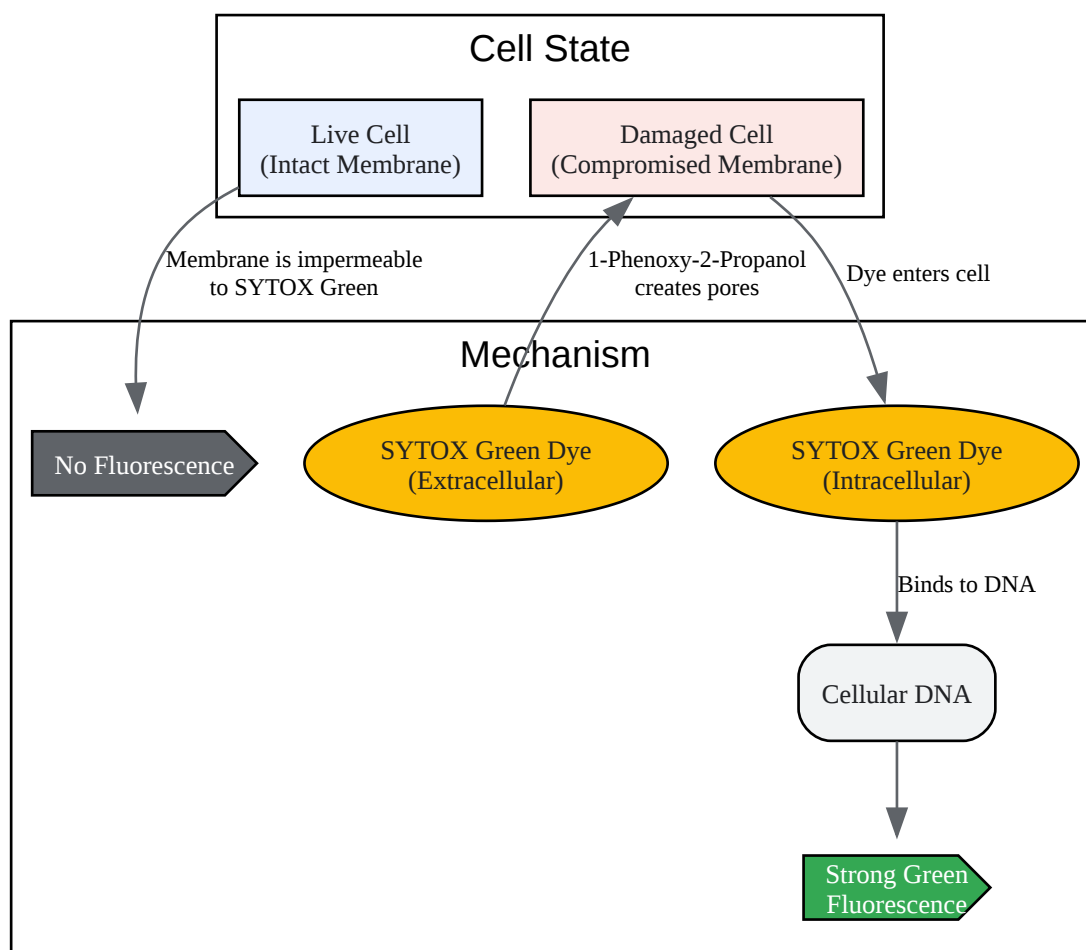 Cell State
Live Cell
(Intact Membrane)
Damaged Cell
(Compromised Membrane)
Membrane is impermeable
to SYTOX Green
1-Phenoxy-2-Propanol
creates pores
Dye enters cell
Mechanism
No Fluorescence
SYTOX Green Dye
(Extracellular)
SYTOX Green Dye
(Intracellular)
Binds to DNA
Cellular DNA
Strong Green
Fluorescence